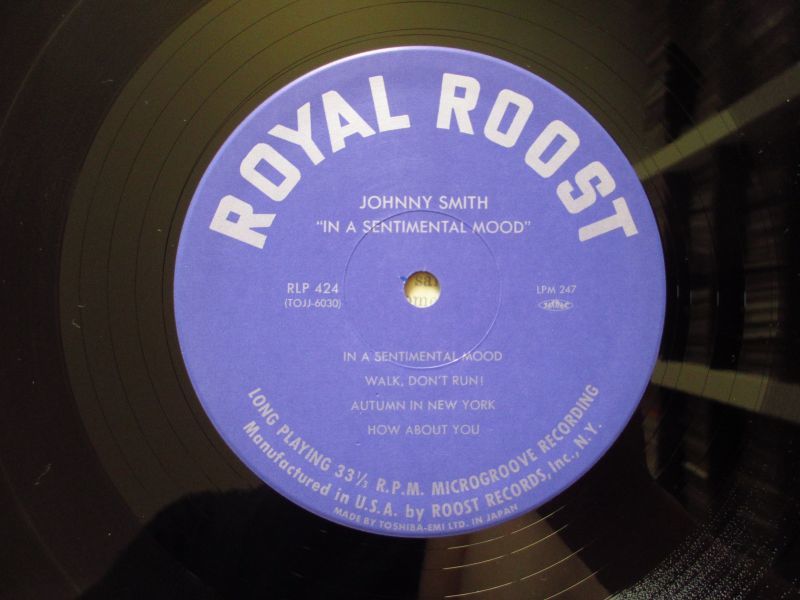 ROYAL ROOST
JOHNNY SMITH
"IN A SENTIMENTAL MOOD"
RLP 424
(TOJJ-6030)
LPM 247
IN A SENTIMENTAL MOOD
WALK, DON'T RUN!
AUTUMN IN NEW YORK
HOW ABOUT YOU
LONG PLAYING 33⅓ R.P.M. MICROGROOVE RECORDING
Manufactured in U.S.A. by ROOST RECORDS, Inc., N.Y.
MADE BY TOSHIBA-EMI LTD. IN JAPAN